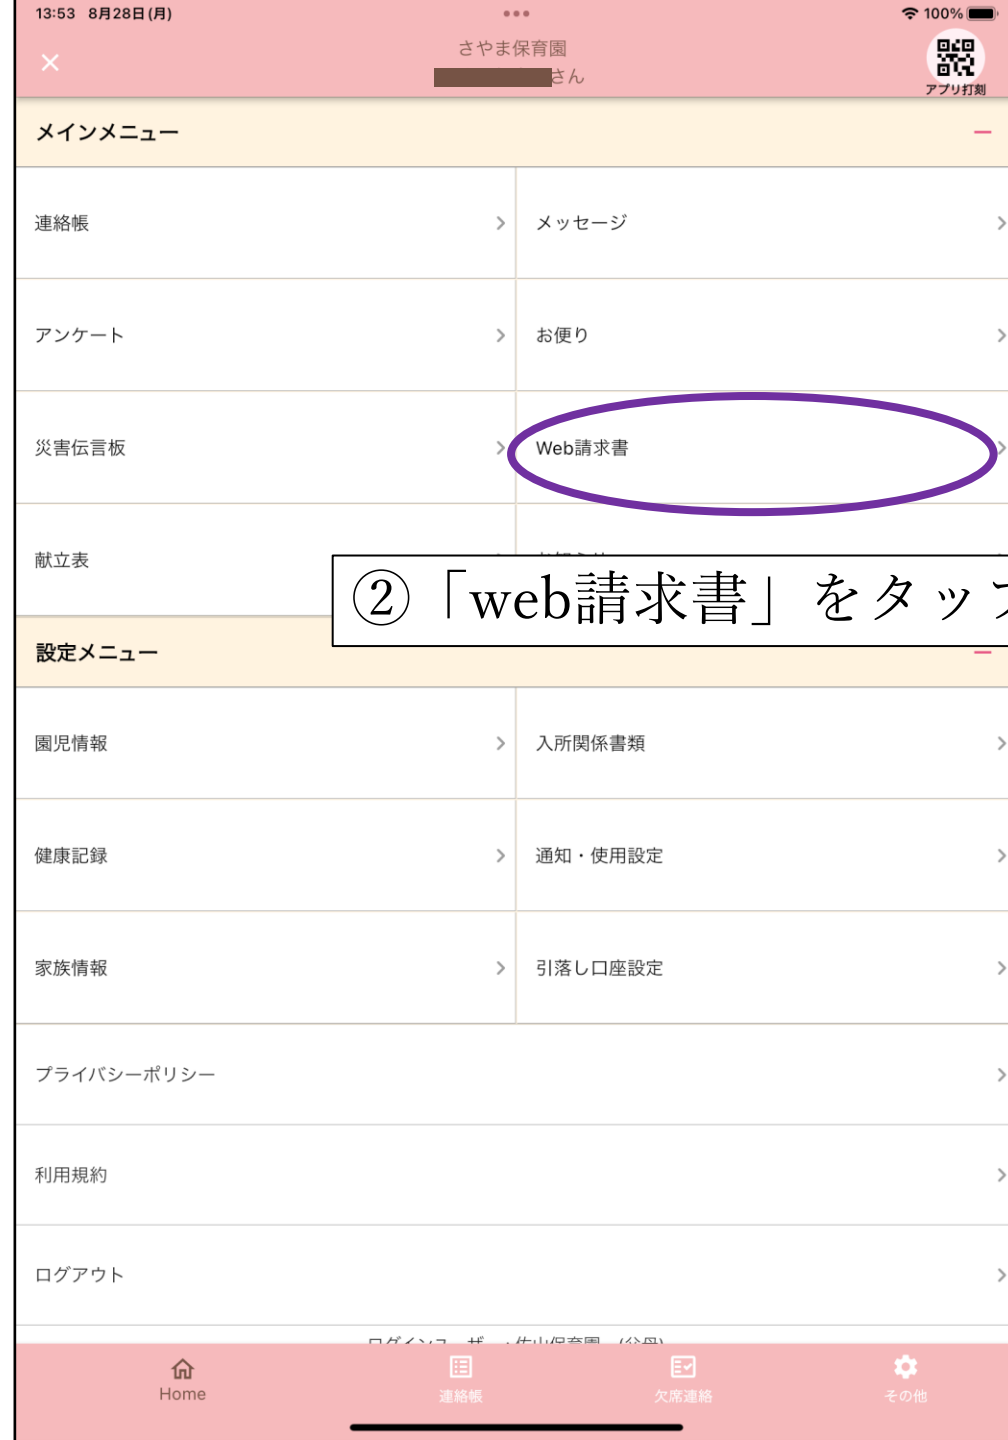 13:53 8月28日(月)
100%
さやま保育園
さん
アプリ打刻
メインメニュー
連絡帳
メッセージ
アンケート
お便り
災害伝言板
Web請求書
献立表
②「web請求書」をタップ
設定メニュー
園児情報
入所関係書類
健康記録
通知・使用設定
家族情報
引落し口座設定
プライバシーポリシー
利用規約
ログアウト
Home
連絡帳
欠席連絡
その他